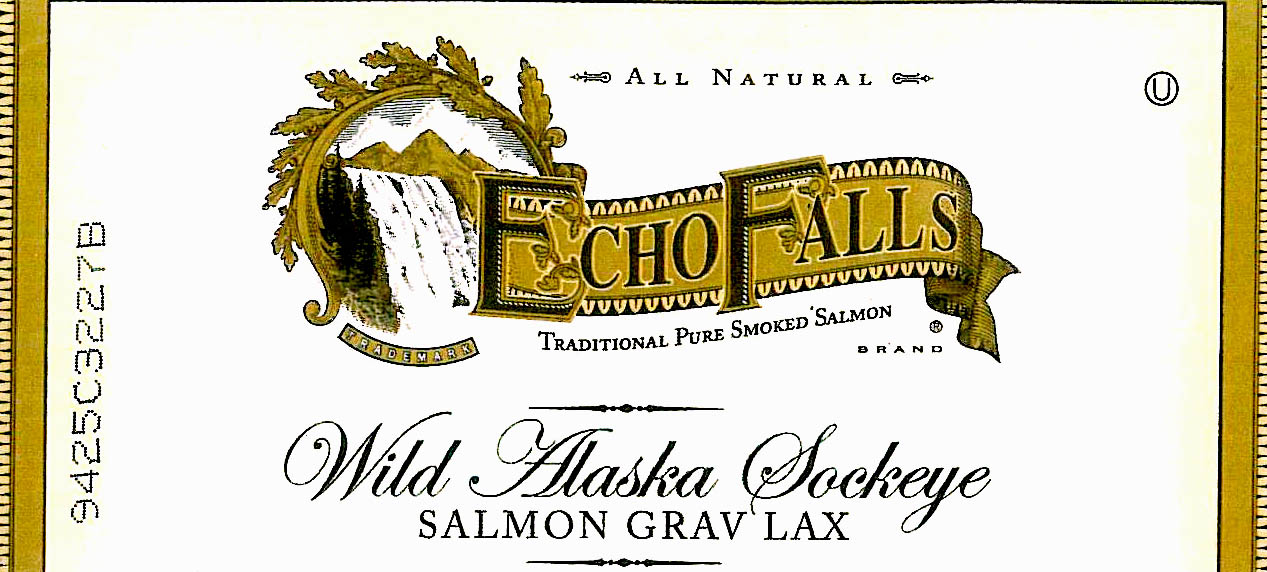 ALL NATURAL
Ⓤ
ECHO FALLS
TRADITIONAL PURE SMOKED SALMON
®
BRAND
TRADEMARK
Wild Alaska Sockeye
SALMON GRAV LAX
9425C3227B